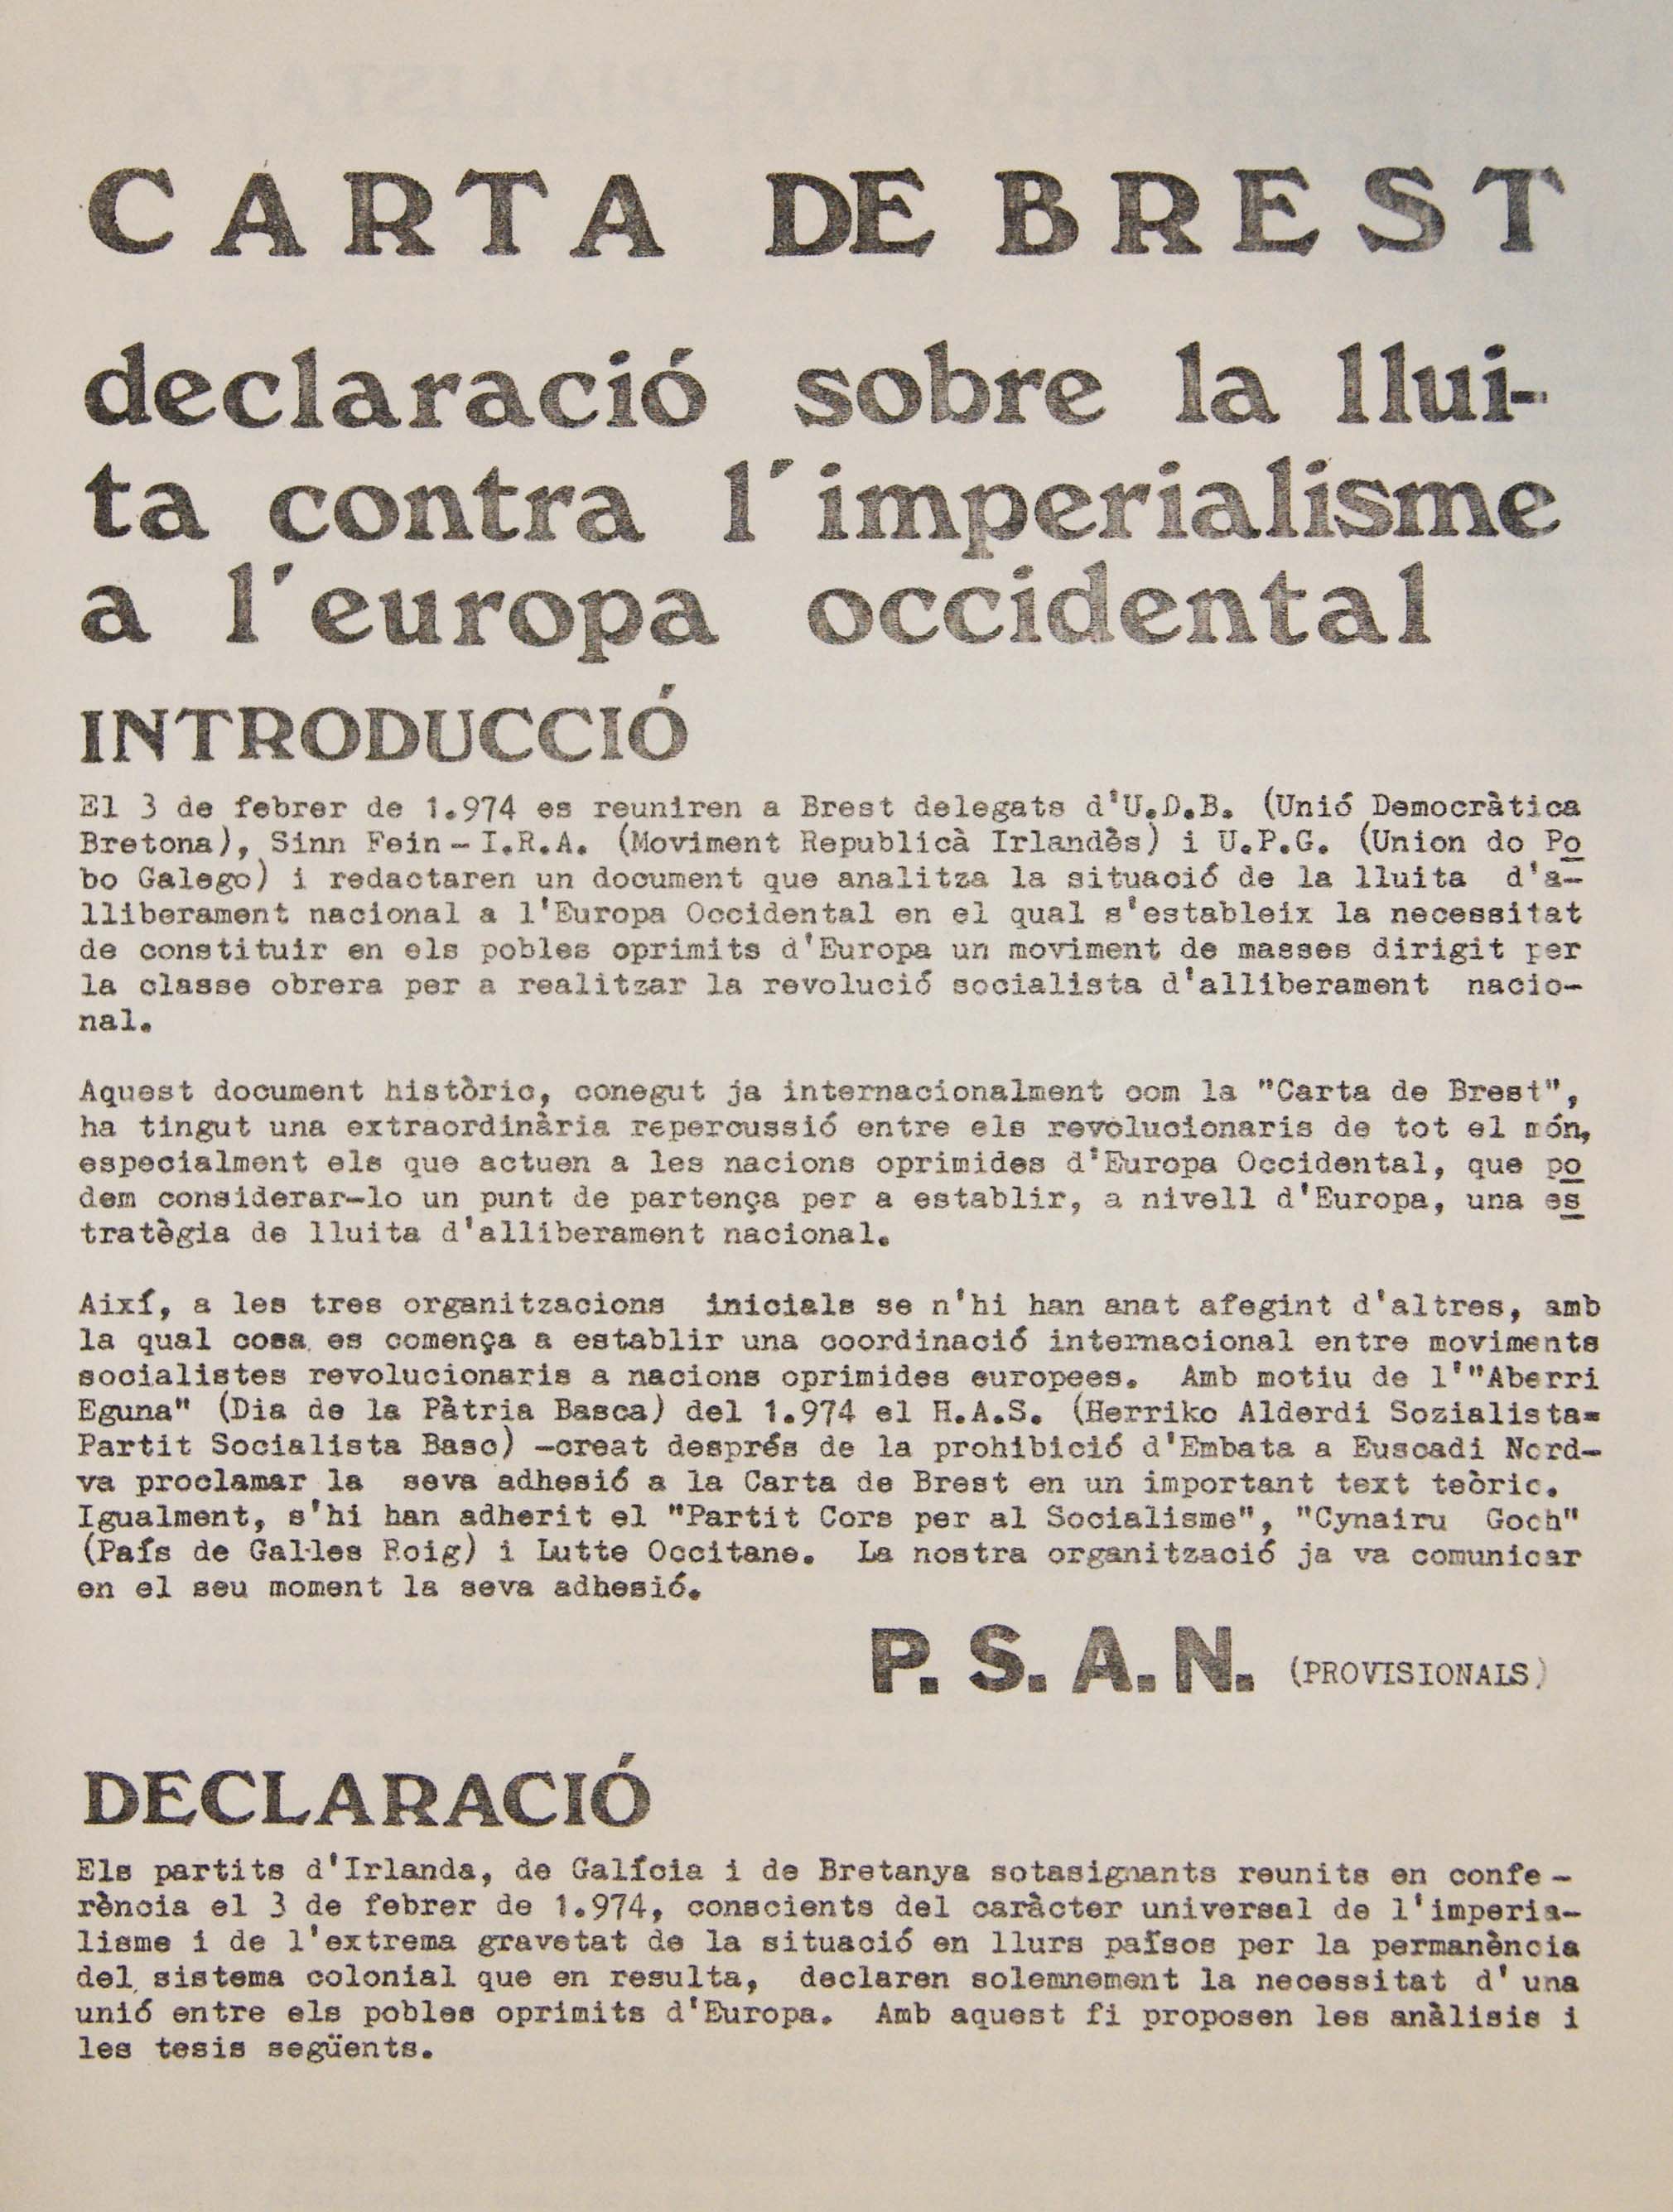 CARTA DE BREST
declaració sobre la llui-
ta contra l'imperialisme
a l'europa occidental
INTRODUCCIÓ
El 3 de febrer de 1.974 es reuniren a Brest delegats d'U.D.B. (Unió Democràtica
Bretona), Sinn Fein - I.R.A. (Moviment Republicà Irlandès) i U.P.G. (Union do Po
bo Galego) i redactaren un document que analitza la situació de la lluita d'a-
lliberament nacional a l'Europa Occidental en el qual s'estableix la necessitat
de constituir en els pobles oprimits d'Europa un moviment de masses dirigit per
la classe obrera per a realitzar la revolució socialista d'alliberament nacio-
nal.
Aquest document històric, conegut ja internacionalment com la "Carta de Brest",
ha tingut una extraordinària repercussió entre els revolucionaris de tot el món,
especialment els que actuen a les nacions oprimides d'Europa Occidental, que po
dem considerar-lo un punt de partença per a establir, a nivell d'Europa, una es
tratègia de lluita d'alliberament nacional.
Així, a les tres organitzacions inicials se n'hi han anat afegint d'altres, amb
la qual cosa es comença a establir una coordinació internacional entre moviments
socialistes revolucionaris a nacions oprimides europees. Amb motiu de l'"Aberri
Eguna" (Dia de la Pàtria Basca) del 1.974 el H.A.S. (Herriko Alderdi Sozialista=
Partit Socialista Basc) -creat després de la prohibició d'Embata a Euscadi Nord-
va proclamar la seva adhesió a la Carta de Brest en un important text teòric.
Igualment, s'hi han adherit el "Partit Cors per al Socialisme", "Cynairu Goch"
(País de Gal·les Roig) i Lutte Occitane. La nostra organització ja va comunicar
en el seu moment la seva adhesió.
P. S. A. N. (PROVISIONALS)
DECLARACIÓ
Els partits d'Irlanda, de Galícia i de Bretanya sotasignants reunits en confe -
rència el 3 de febrer de 1.974, conscients del caràcter universal de l'imperia-
lisme i de l'extrema gravetat de la situació en llurs països per la permanència
del sistema colonial que en resulta, declaren solemnement la necessitat d' una
unió entre els pobles oprimits d'Europa. Amb aquest fi proposen les anàlisis i
les tesis següents.